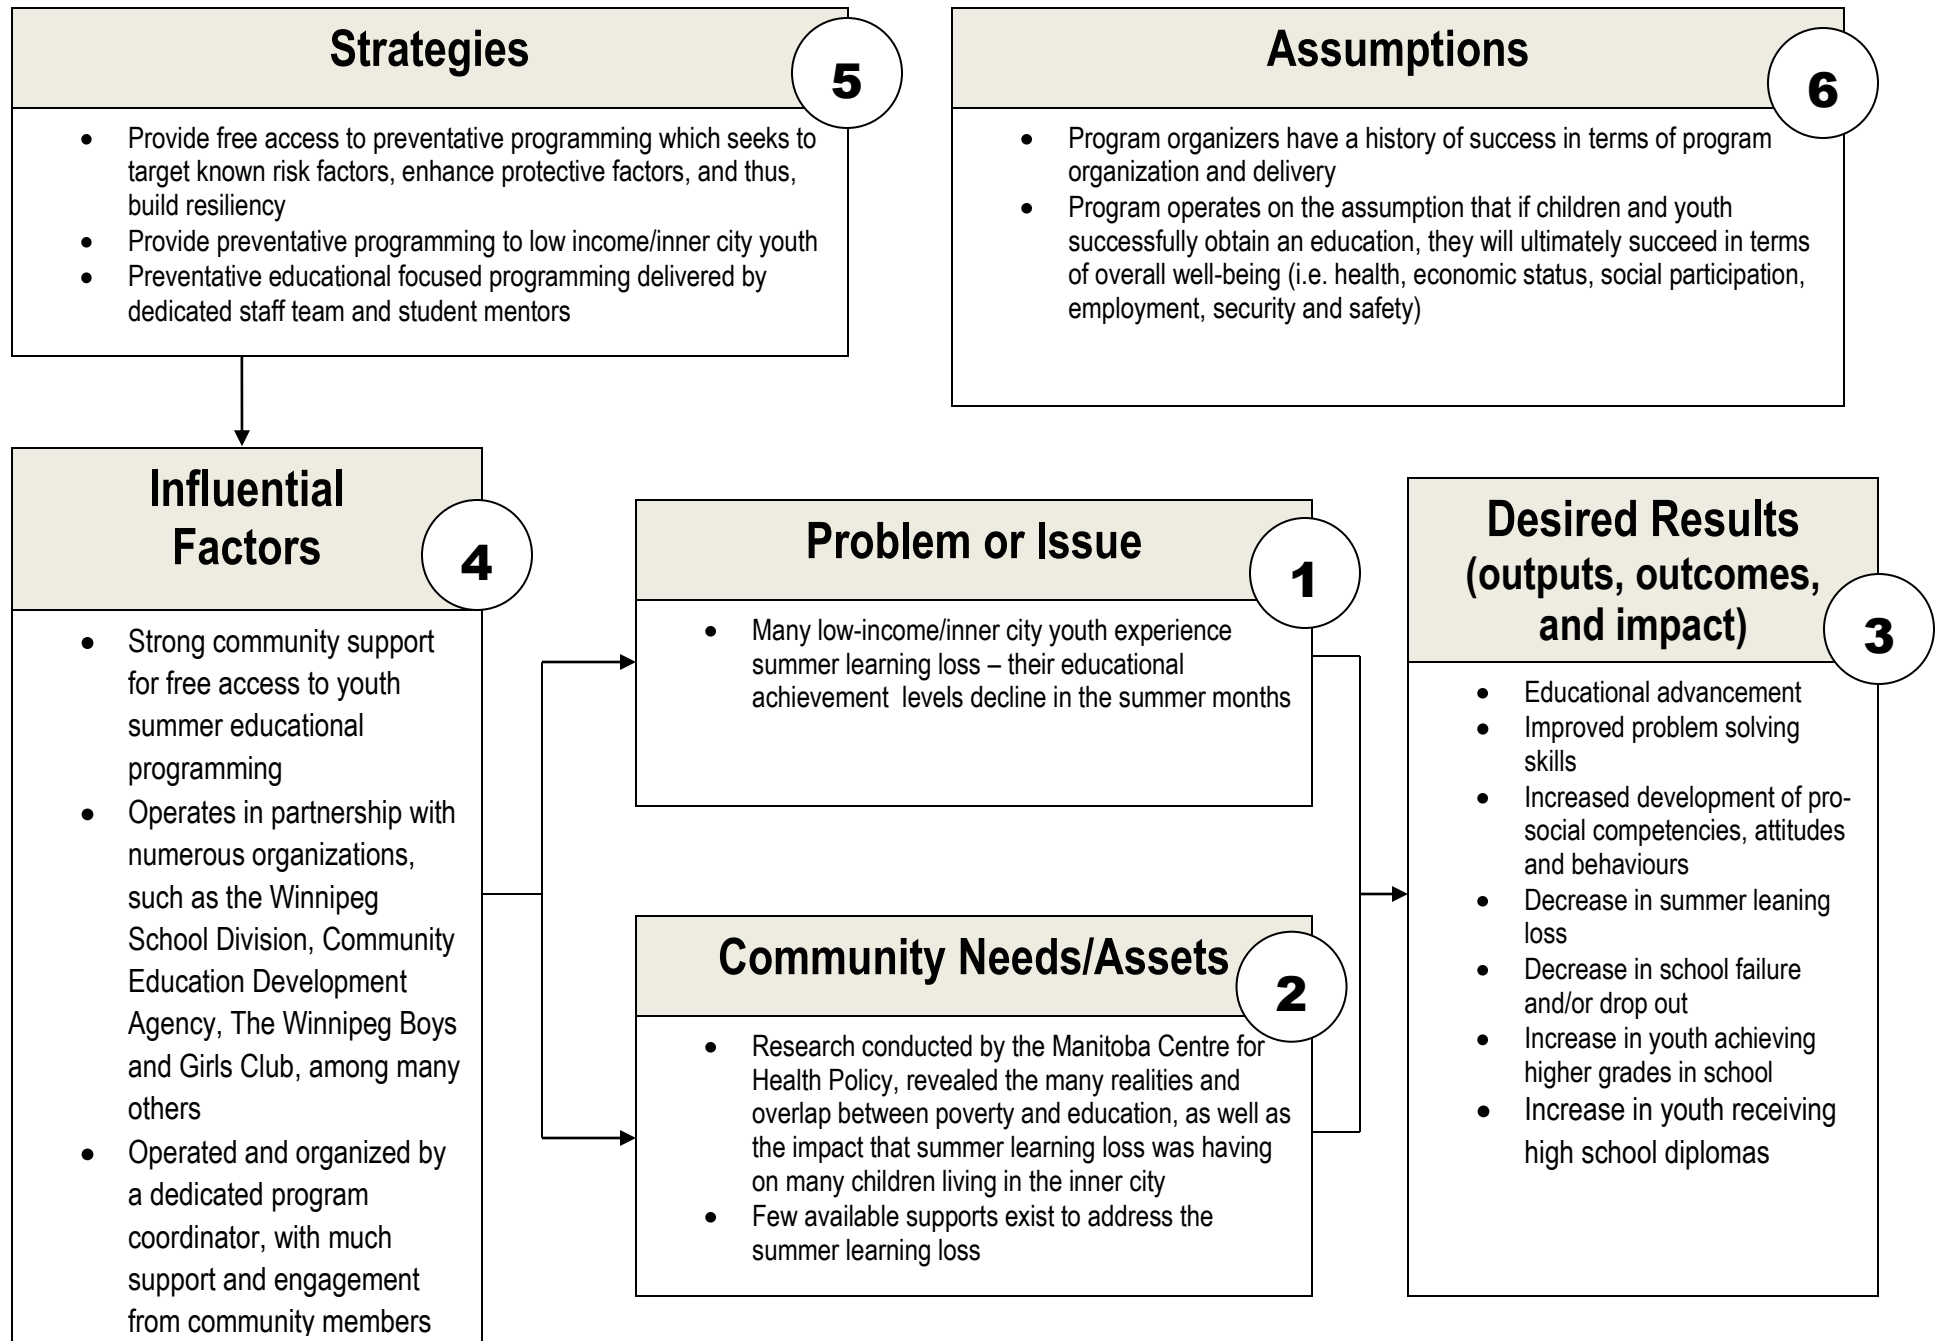 Strategies
5
• Provide free access to preventative programming which seeks to
target known risk factors, enhance protective factors, and thus,
build resiliency
• Provide preventative programming to low income/inner city youth
• Preventative educational focused programming delivered by
dedicated staff team and student mentors
Assumptions
6
• Program organizers have a history of success in terms of program
organization and delivery
• Program operates on the assumption that if children and youth
successfully obtain an education, they will ultimately succeed in terms
of overall well-being (i.e. health, economic status, social participation,
employment, security and safety)
Influential
Factors
4
• Strong community support
for free access to youth
summer educational
programming
• Operates in partnership with
numerous organizations,
such as the Winnipeg
School Division, Community
Education Development
Agency, The Winnipeg Boys
and Girls Club, among many
others
• Operated and organized by
a dedicated program
coordinator, with much
support and engagement
from community members
Problem or Issue
1
• Many low-income/inner city youth experience
summer learning loss – their educational
achievement levels decline in the summer months
Community Needs/Assets
2
• Research conducted by the Manitoba Centre for
Health Policy, revealed the many realities and
overlap between poverty and education, as well as
the impact that summer learning loss was having
on many children living in the inner city
• Few available supports exist to address the
summer learning loss
Desired Results
(outputs, outcomes,
and impact)
3
• Educational advancement
• Improved problem solving
skills
• Increased development of pro-
social competencies, attitudes
and behaviours
• Decrease in summer leaning
loss
• Decrease in school failure
and/or drop out
• Increase in youth achieving
higher grades in school
• Increase in youth receiving
high school diplomas